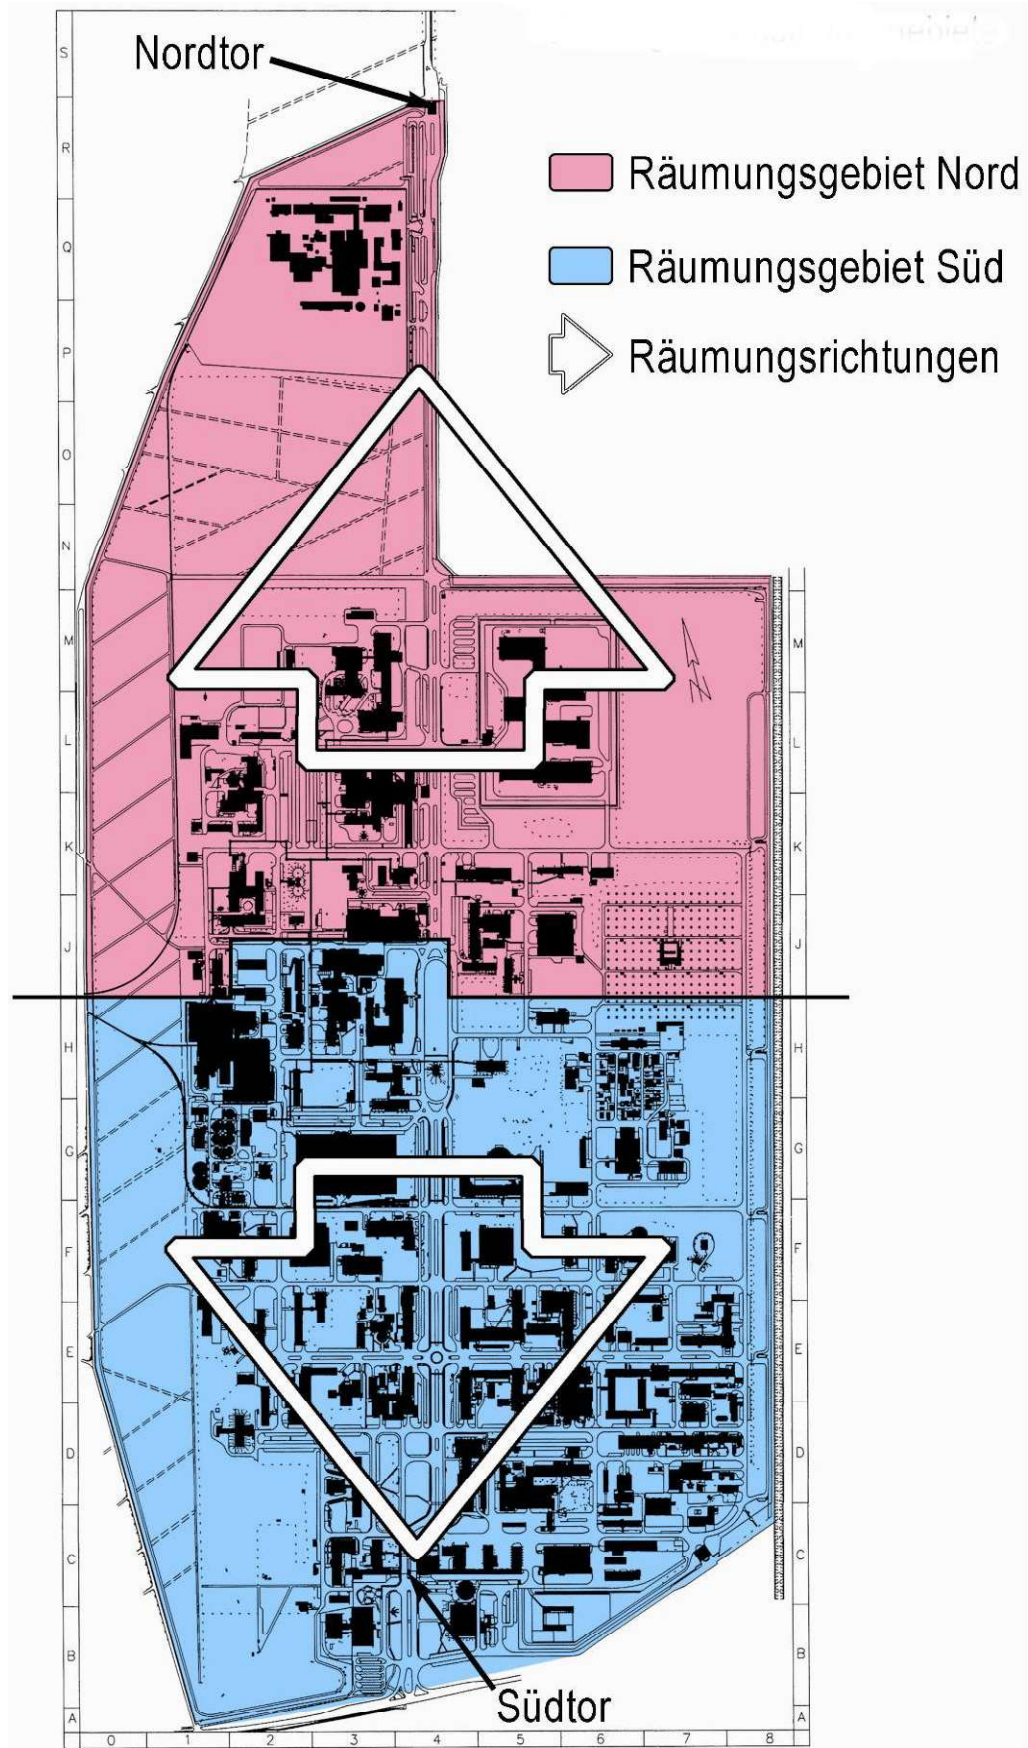 Nordtor
Räumungsgebiet Nord
Räumungsgebiet Süd
Räumungsrichtungen
S
R
Q
P
O
N
M
L
K
J
H
G
F
E
D
C
B
A
N
M
L
K
J
H
G
F
E
D
C
B
A
Südtor
0 1 2 3 4 5 6 7 8